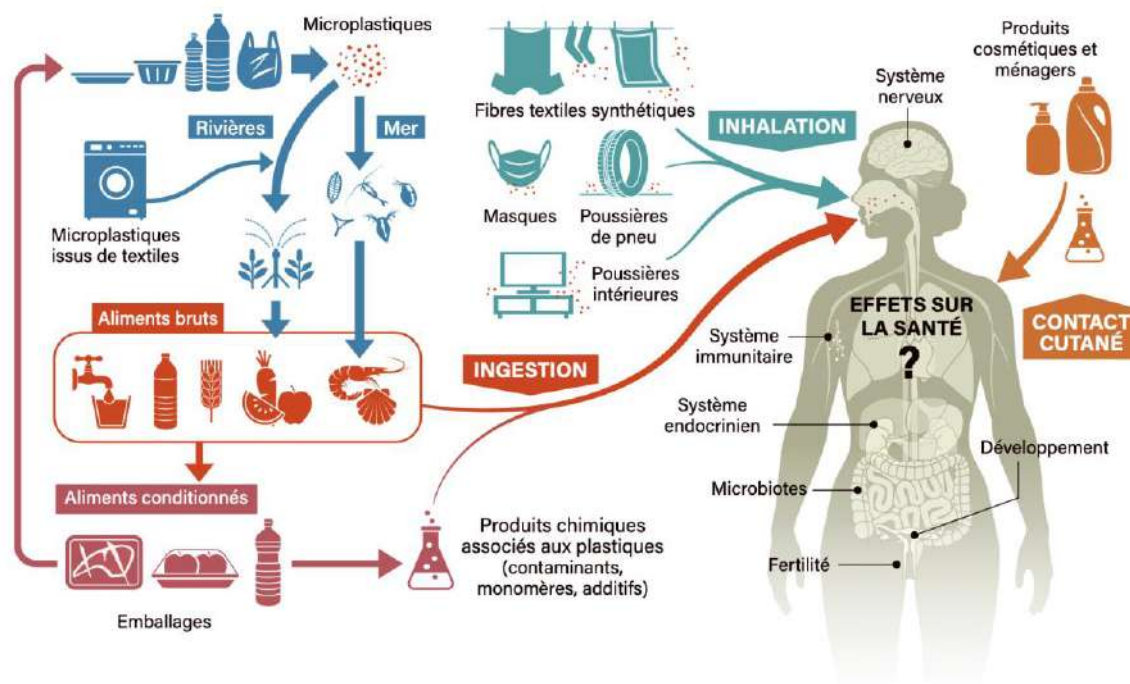 Microplastiques
Rivières
Mer
Microplastiques
issus de textiles
Aliments bruts
Aliments conditionnés
Emballages
Produits chimiques
associés aux plastiques
(contaminants,
monomères, additifs)
INGESTION
Fibres textiles synthétiques
INHALATION
Masques
Poussières
de pneu
Poussières
intérieures
Système
nerveux
Produits
cosmétiques et
ménagers
CONTACT
CUTANÉ
EFFETS SUR
LA SANTÉ
?
Système
immunitaire
Système
endocrinien
Développement
Microbiotes
Fertilité